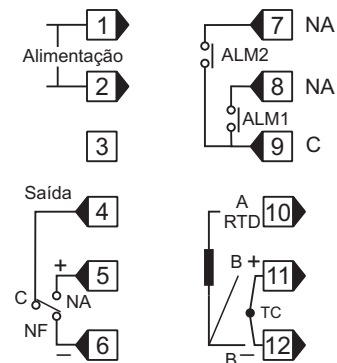 1
Alimentação
2
3
7 NA
ALM2
8 NA
ALM1
9 C
Saída
4
+
5
C NA
NF
– 6
A
RTD 10
B + 11
TC
B – 12